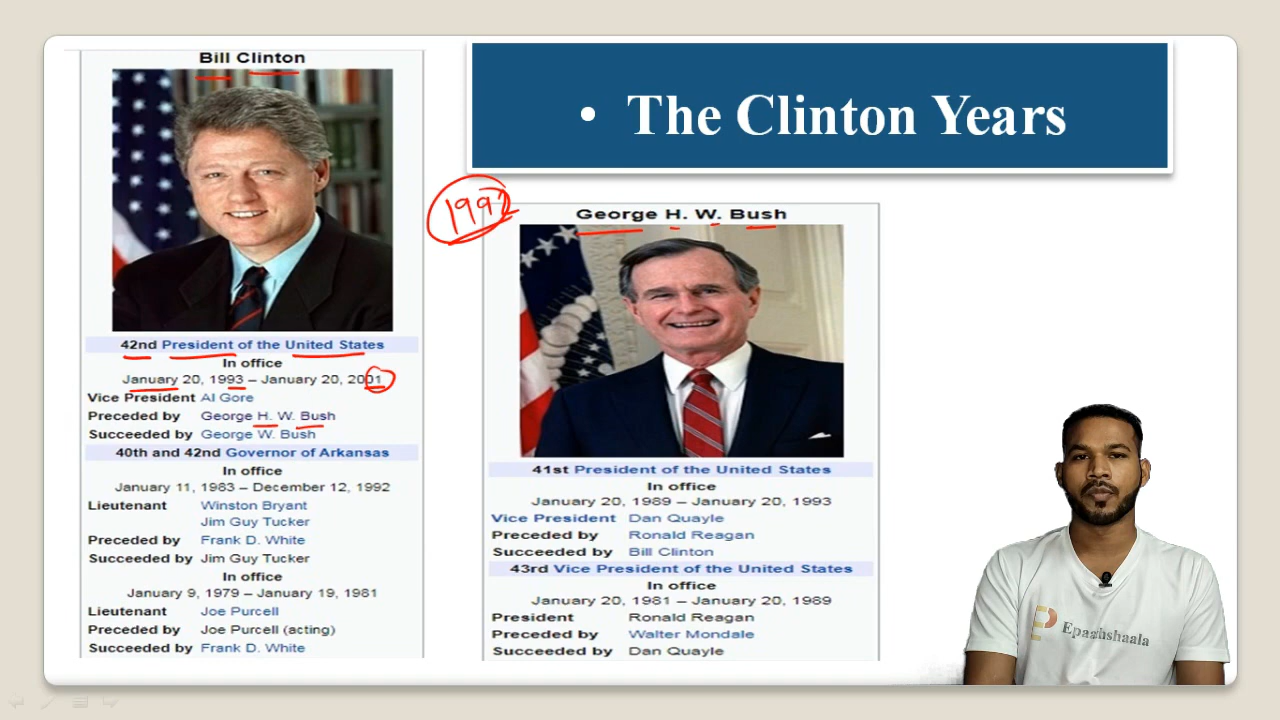 Bill Clinton
42nd President of the United States
In office
January 20, 1993 – January 20, 2001
Vice President Al Gore
Preceded by George H. W. Bush
Succeeded by George W. Bush
40th and 42nd Governor of Arkansas
In office
January 11, 1983 – December 12, 1992
Lieutenant Winston Bryant
Jim Guy Tucker
Preceded by Frank D. White
Succeeded by Jim Guy Tucker
In office
January 9, 1979 – January 19, 1981
Lieutenant Joe Purcell
Preceded by Joe Purcell (acting)
Succeeded by Frank D. White
• The Clinton Years
1992
George H. W. Bush
41st President of the United States
In office
January 20, 1989 – January 20, 1993
Vice President Dan Quayle
Preceded by Ronald Reagan
Succeeded by Bill Clinton
43rd Vice President of the United States
In office
January 20, 1981 – January 20, 1989
President Ronald Reagan
Preceded by Walter Mondale
Succeeded by Dan Quayle
Epaathshaala